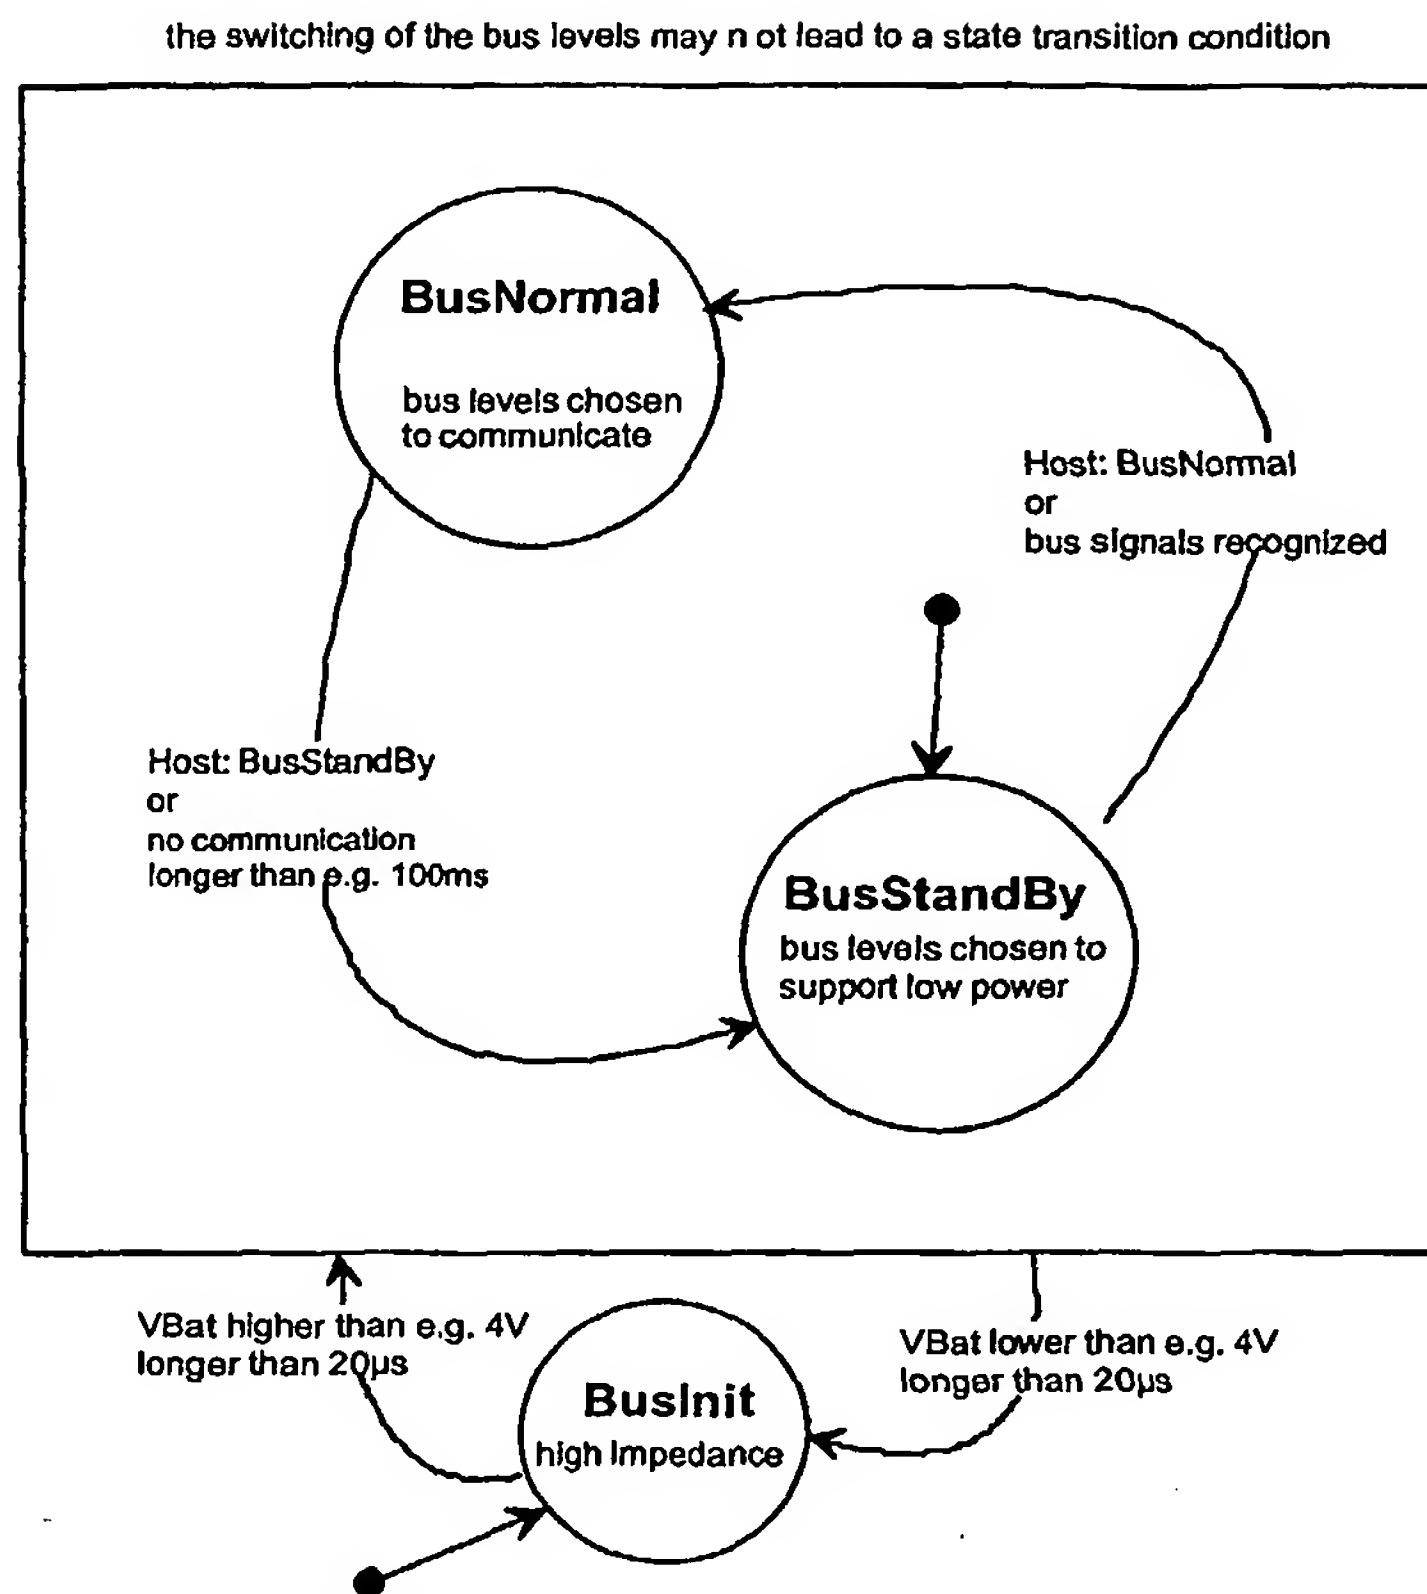 the switching of the bus levels may n ot lead to a state transition condition
BusNormal
bus levels chosen
to communicate
Host: BusNormal
or
bus signals recognized
Host: BusStandBy
or
no communication
longer than e.g. 100ms
BusStandBy
bus levels chosen to
support low power
VBat higher than e.g. 4V
longer than 20µs
VBat lower than e.g. 4V
longer than 20µs
BusInit
high Impedance